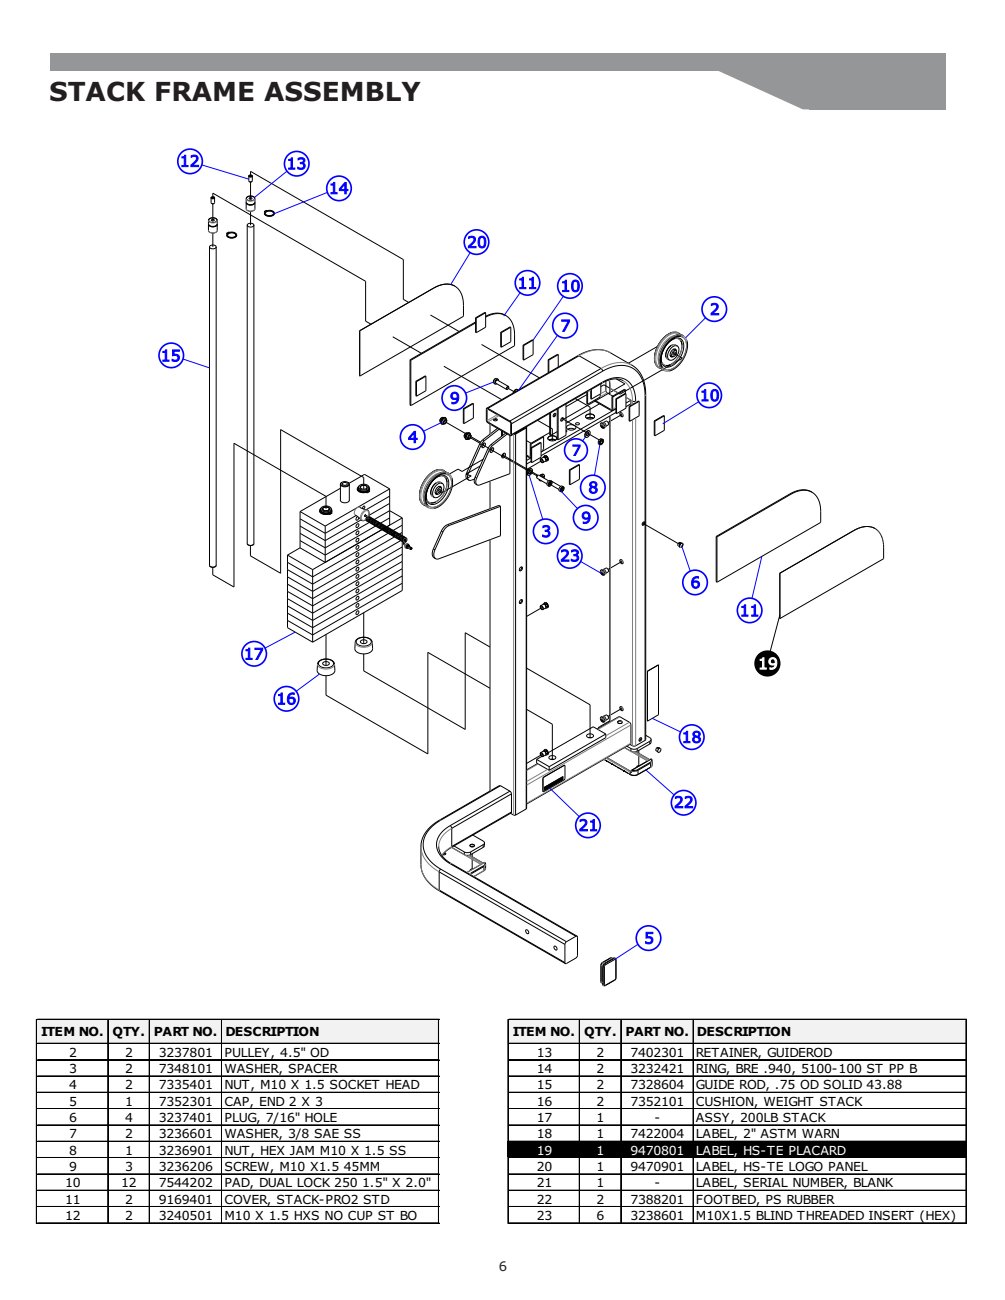 STACK FRAME ASSEMBLY
12
13
14
20
11
10
7
2
15
9
10
4
7
8
3
9
23
6
11
17
19
16
18
22
21
5
ITEM NO. QTY. PART NO. DESCRIPTION
2 2 3237801 PULLEY, 4.5" OD
3 2 7348101 WASHER, SPACER
4 2 7335401 NUT, M10 X 1.5 SOCKET HEAD
5 1 7352301 CAP, END 2 X 3
6 4 3237401 PLUG, 7/16" HOLE
7 2 3236601 WASHER, 3/8 SAE SS
8 1 3236901 NUT, HEX JAM M10 X 1.5 SS
9 3 3236206 SCREW, M10 X1.5 45MM
10 12 7544202 PAD, DUAL LOCK 250 1.5" X 2.0"
11 2 9169401 COVER, STACK-PRO2 STD
12 2 3240501 M10 X 1.5 HXS NO CUP ST BO
ITEM NO. QTY. PART NO. DESCRIPTION
13 2 7402301 RETAINER, GUIDEROD
14 2 3232421 RING, BRE .940, 5100-100 ST PP B
15 2 7328604 GUIDE ROD, .75 OD SOLID 43.88
16 2 7352101 CUSHION, WEIGHT STACK
17 1 - ASSY, 200LB STACK
18 1 7422004 LABEL, 2" ASTM WARN
19 1 9470801 LABEL, HS-TE PLACARD
20 1 9470901 LABEL, HS-TE LOGO PANEL
21 1 - LABEL, SERIAL NUMBER, BLANK
22 2 7388201 FOOTBED, PS RUBBER
23 6 3238601 M10X1.5 BLIND THREADED INSERT (HEX)
6